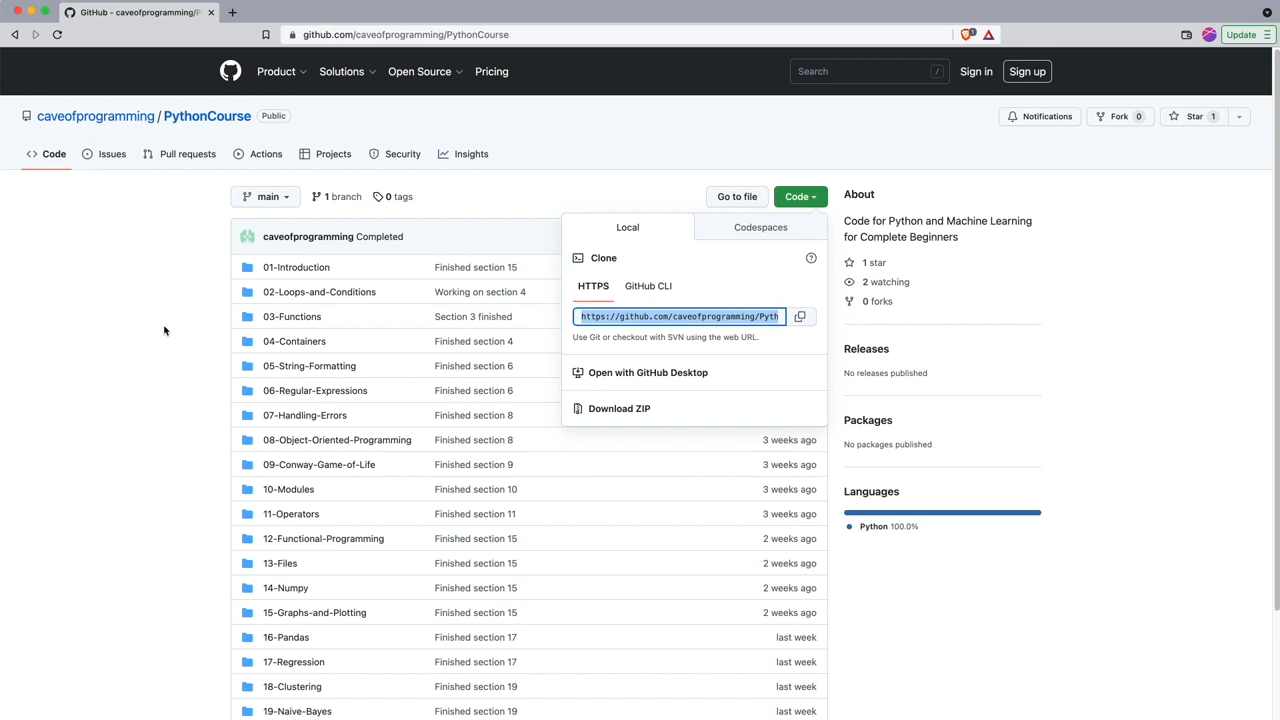 GitHub - caveofprogramming/P
github.com/caveofprogramming/PythonCourse
1
Update
Product Solutions Open Source Pricing
Search /
Sign in Sign up
caveofprogramming / PythonCourse Public
Notifications Fork 0 Star 1
Code Issues Pull requests Actions Projects Security Insights
main 1 branch 0 tags
Go to file Code
caveofprogramming Completed
01-Introduction Finished section 15
02-Loops-and-Conditions Working on section 4
03-Functions Section 3 finished
04-Containers Finished section 4
05-String-Formatting Finished section 6
06-Regular-Expressions Finished section 6
07-Handling-Errors Finished section 8
08-Object-Oriented-Programming Finished section 8 3 weeks ago
09-Conway-Game-of-Life Finished section 9 3 weeks ago
10-Modules Finished section 10 3 weeks ago
11-Operators Finished section 11 3 weeks ago
12-Functional-Programming Finished section 15 2 weeks ago
13-Files Finished section 15 2 weeks ago
14-Numpy Finished section 15 2 weeks ago
15-Graphs-and-Plotting Finished section 15 2 weeks ago
16-Pandas Finished section 17 last week
17-Regression Finished section 17 last week
18-Clustering Finished section 19 last week
19-Naive-Bayes Finished section 19 last week
Local Codespaces
Clone
HTTPS GitHub CLI
https://github.com/caveofprogramming/Pyth
Use Git or checkout with SVN using the web URL.
Open with GitHub Desktop
Download ZIP
About
Code for Python and Machine Learning
for Complete Beginners
1 star
2 watching
0 forks
Releases
No releases published
Packages
No packages published
Languages
Python 100.0%